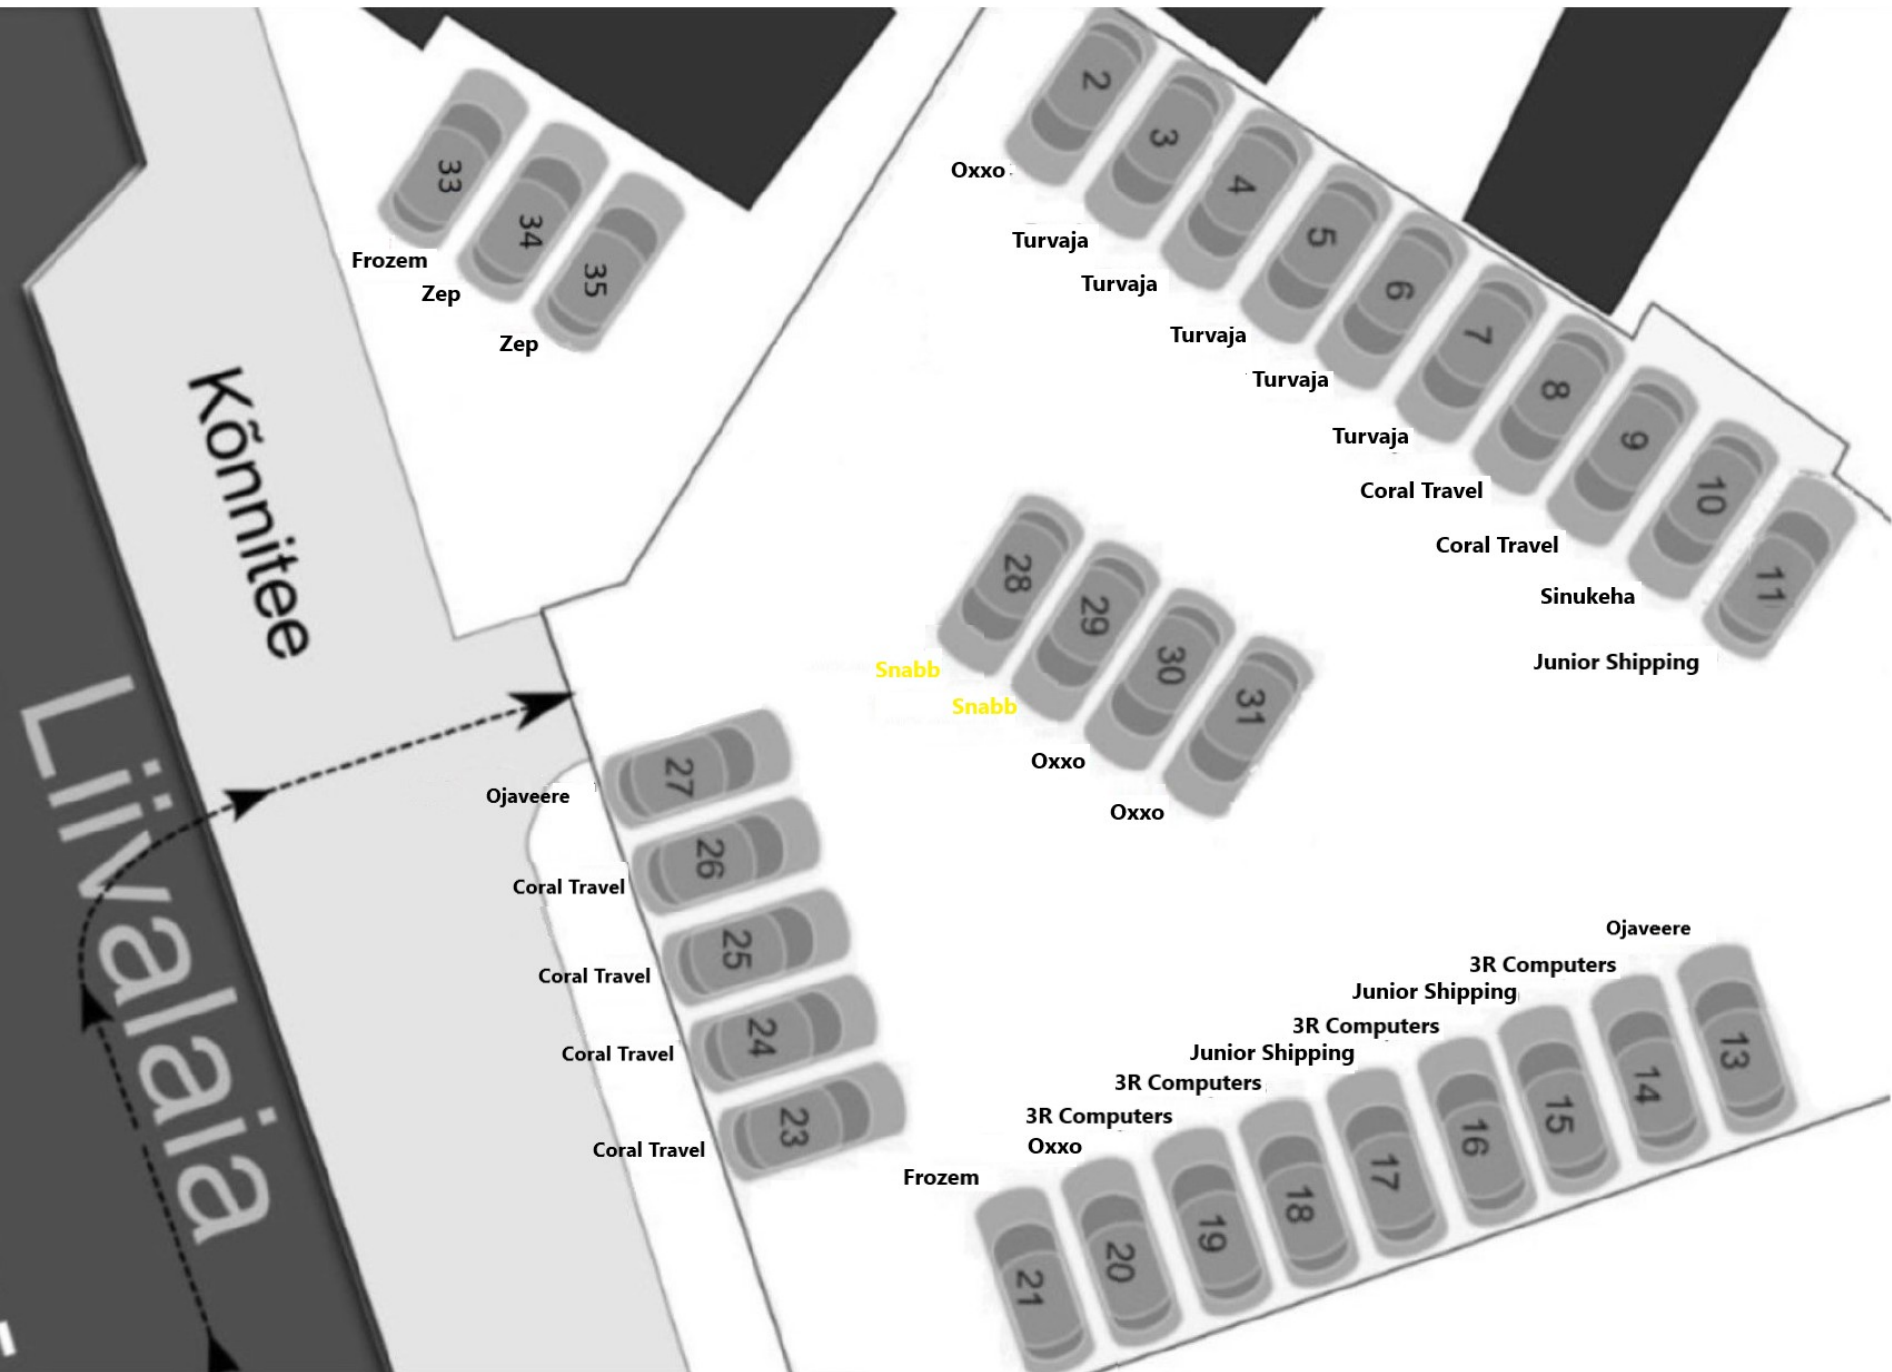 2
3
4
5
6
7
8
9
10
11
Oxxo
Turvaja
Turvaja
Turvaja
Turvaja
Turvaja
Coral Travel
Coral Travel
Sinukeha
Junior Shipping
33
34
35
Frozem
Zep
Zep
Kõnnitee
Liivalaia
28
29
30
31
Snabb
Snabb
Oxxo
Oxxo
27
26
25
24
23
Ojaveere
Coral Travel
Coral Travel
Coral Travel
Coral Travel
Ojaveere
3R Computers
Junior Shipping
3R Computers
Junior Shipping
3R Computers
3R Computers
Oxxo
Frozem
13
14
15
16
17
18
19
20
21